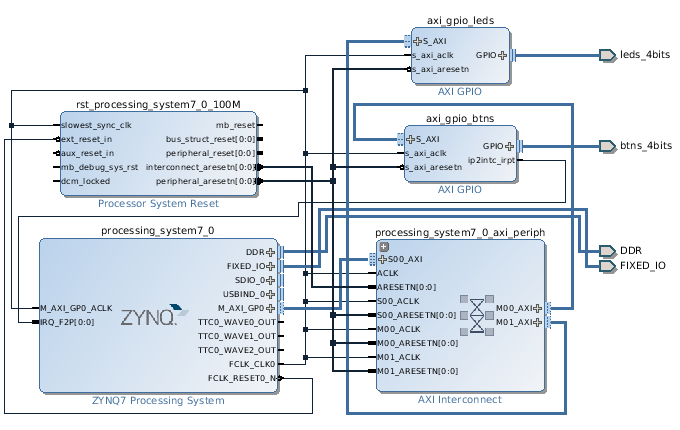 axi_gpio_leds
S_AXI
s_axi_aclk
s_axi_aresetn
GPIO
AXI GPIO
leds_4bits
rst_processing_system7_0_100M
slowest_sync_clk
ext_reset_in
aux_reset_in
mb_debug_sys_rst
dcm_locked
mb_reset
bus_struct_reset[0:0]
peripheral_reset[0:0]
interconnect_aresetn[0:0]
peripheral_aresetn[0:0]
Processor System Reset
axi_gpio_btns
S_AXI
s_axi_aclk
s_axi_aresetn
GPIO
ip2intc_irpt
AXI GPIO
btns_4bits
processing_system7_0
M_AXI_GP0_ACLK
IRQ_F2P[0:0]
ZYNQ
DDR
FIXED_IO
SDIO_0
USBIND_0
M_AXI_GP0
TTC0_WAVE0_OUT
TTC0_WAVE1_OUT
TTC0_WAVE2_OUT
FCLK_CLK0
FCLK_RESET0_N
ZYNQ7 Processing System
processing_system7_0_axi_periph
S00_AXI
ACLK
ARESETN[0:0]
S00_ACLK
S00_ARESETN[0:0]
M00_ACLK
M00_ARESETN[0:0]
M01_ACLK
M01_ARESETN[0:0]
M00_AXI
M01_AXI
AXI Interconnect
DDR
FIXED_IO